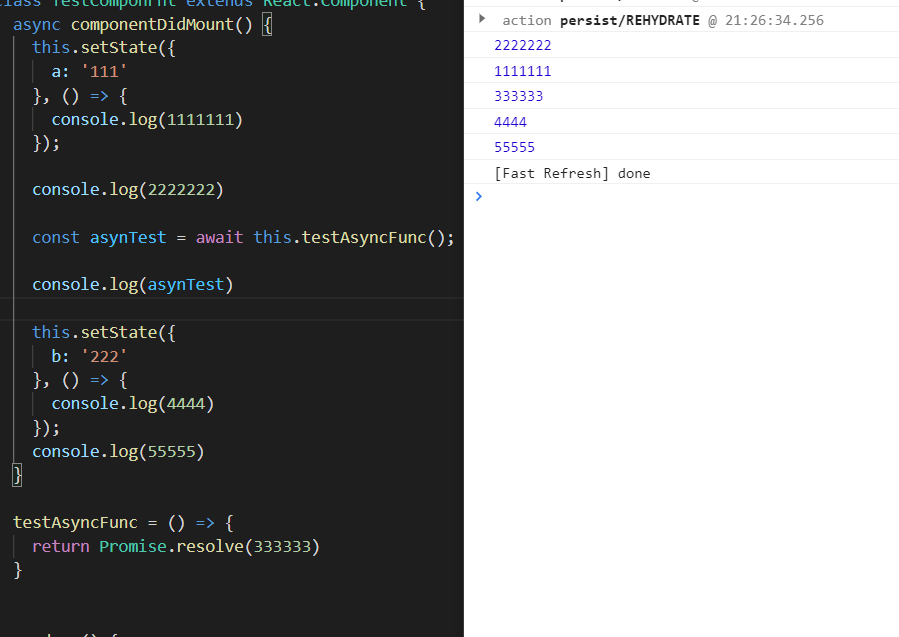 class TestComponent extends React.Component {
async componentDidMount() {
this.setState({
a: '111'
}, () => {
console.log(1111111)
});
console.log(2222222)
const asynTest = await this.testAsyncFunc();
console.log(asynTest)
this.setState({
b: '222'
}, () => {
console.log(4444)
});
console.log(55555)
}
testAsyncFunc = () => {
return Promise.resolve(333333)
}
action persist/REHYDRATE @ 21:26:34.256
2222222
1111111
333333
4444
55555
[Fast Refresh] done